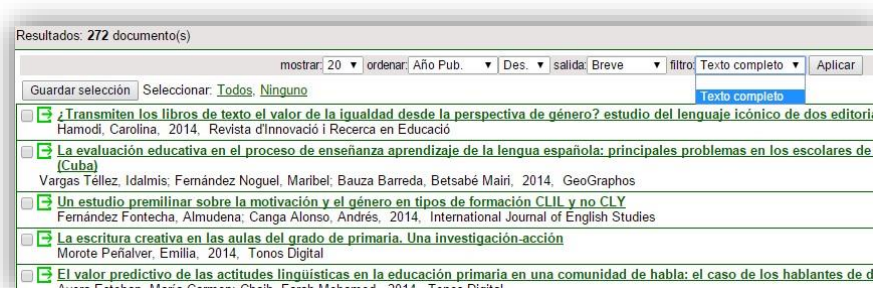 Resultados: 272 documento(s)
mostrar: 20 ordenar: Año Pub. Des. salida: Breve filtro: Texto completo Aplicar
Texto completo
Guardar selección Seleccionar: Todos, Ninguno
¿Transmiten los libros de texto el valor de la igualdad desde la perspectiva de género? estudio del lenguaje icónico de dos editoria
Hamodi, Carolina, 2014, Revista d'Innovació i Recerca en Educació
La evaluación educativa en el proceso de enseñanza aprendizaje de la lengua española: principales problemas en los escolares de
(Cuba)
Vargas Téllez, Idalmis; Fernández Noguel, Maribel; Bauza Barreda, Betsabé Mairi, 2014, GeoGraphos
Un estudio premilinar sobre la motivación y el género en tipos de formación CLIL y no CLY
Fernández Fontecha, Almudena; Canga Alonso, Andrés, 2014, International Journal of English Studies
La escritura creativa en las aulas del grado de primaria. Una investigación-acción
Morote Peñalver, Emilia, 2014, Tonos Digital
El valor predictivo de las actitudes lingüísticas en la educación primaria en una comunidad de habla: el caso de los hablantes de d
Esteban, María Carmen; 2014, Tonos Digital